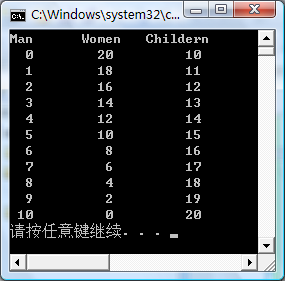 C:\Windows\system32\c...
Man Women Childern
0 20 10
1 18 11
2 16 12
3 14 13
4 12 14
5 10 15
6 8 16
7 6 17
8 4 18
9 2 19
10 0 20
请按任意键继续. . .